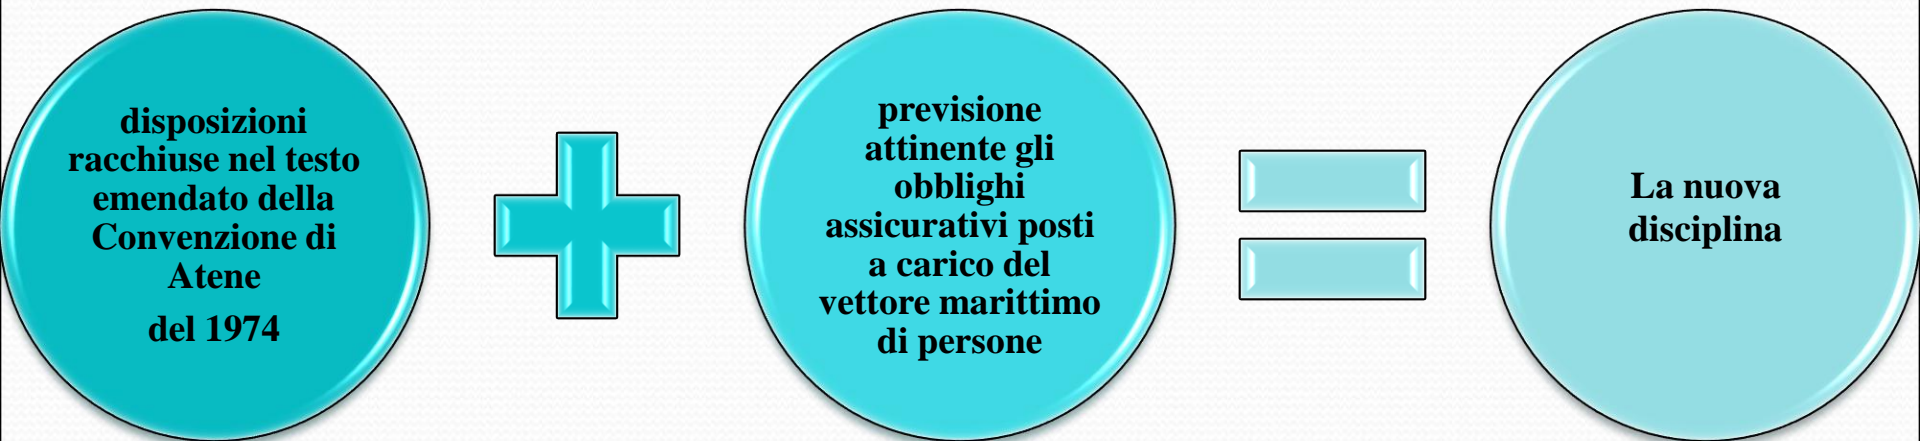 disposizioni
racchiuse nel testo
emendato della
Convenzione di
Atene
del 1974
previsione
attinente gli
obblighi
assicurativi posti
a carico del
vettore marittimo
di persone
La nuova
disciplina